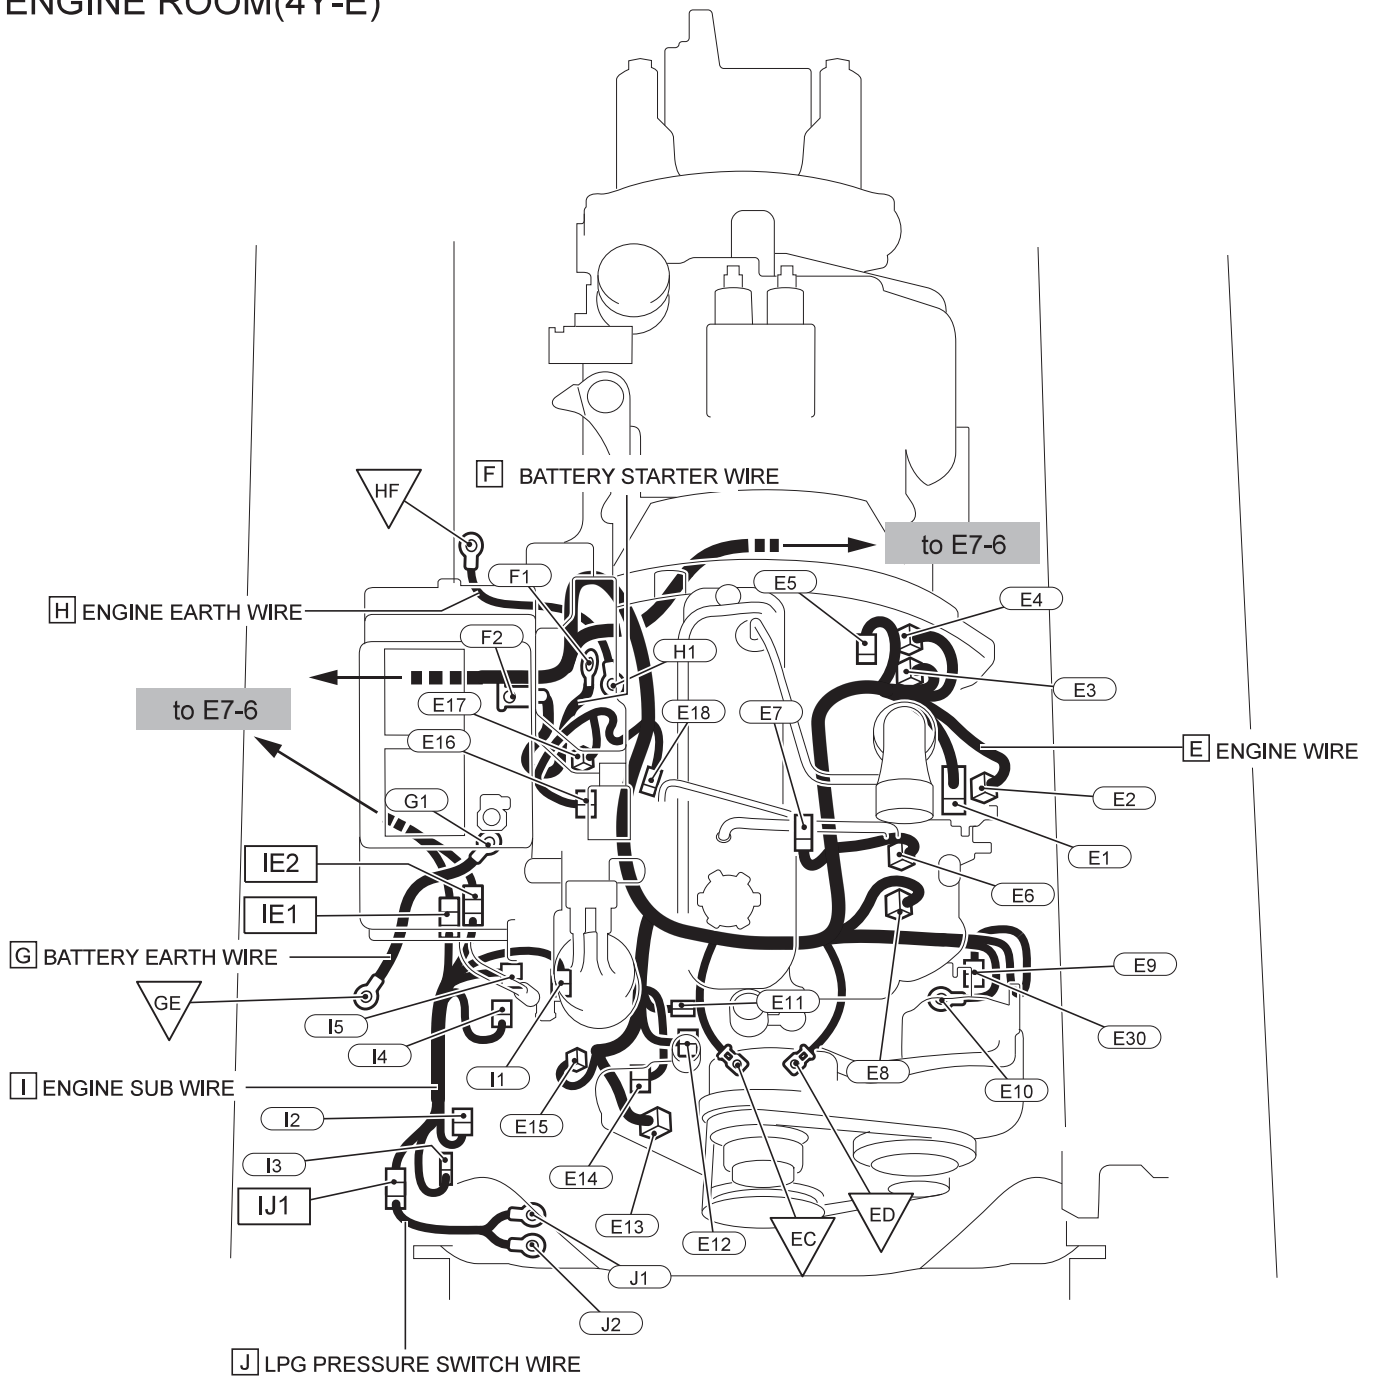 ENGINE ROOM(4Y-E)
F BATTERY STARTER WIRE
HF
to E7-6
F1
E5
E4
H ENGINE EARTH WIRE
F2
H1
E3
to E7-6
E17
E18
E7
E16
E ENGINE WIRE
G1
E2
IE2
E1
E6
IE1
G BATTERY EARTH WIRE
E9
GE
E11
I5
E30
I4
I1
E8
E10
I ENGINE SUB WIRE
I2
E15
I3
E14
IJ1
ED
E13
E12
EC
J1
J2
J LPG PRESSURE SWITCH WIRE